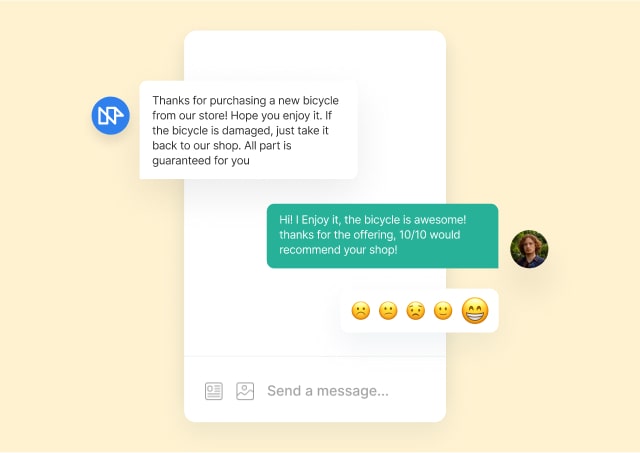 Thanks for purchasing a new bicycle
from our store! Hope you enjoy it. If
the bicycle is damaged, just take it
back to our shop. All part is
guaranteed for you
Hi! I Enjoy it, the bicycle is awesome!
thanks for the offering, 10/10 would
recommend your shop!
Send a message...